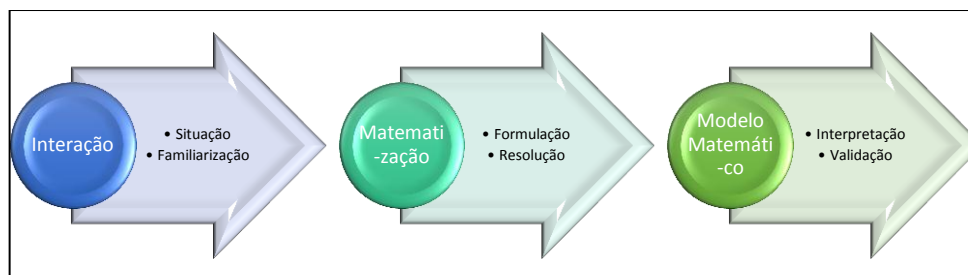 Interação
• Situação
• Familiarização
Matemati
-zação
• Formulação
• Resolução
Modelo
Matemáti
-co
• Interpretação
• Validação